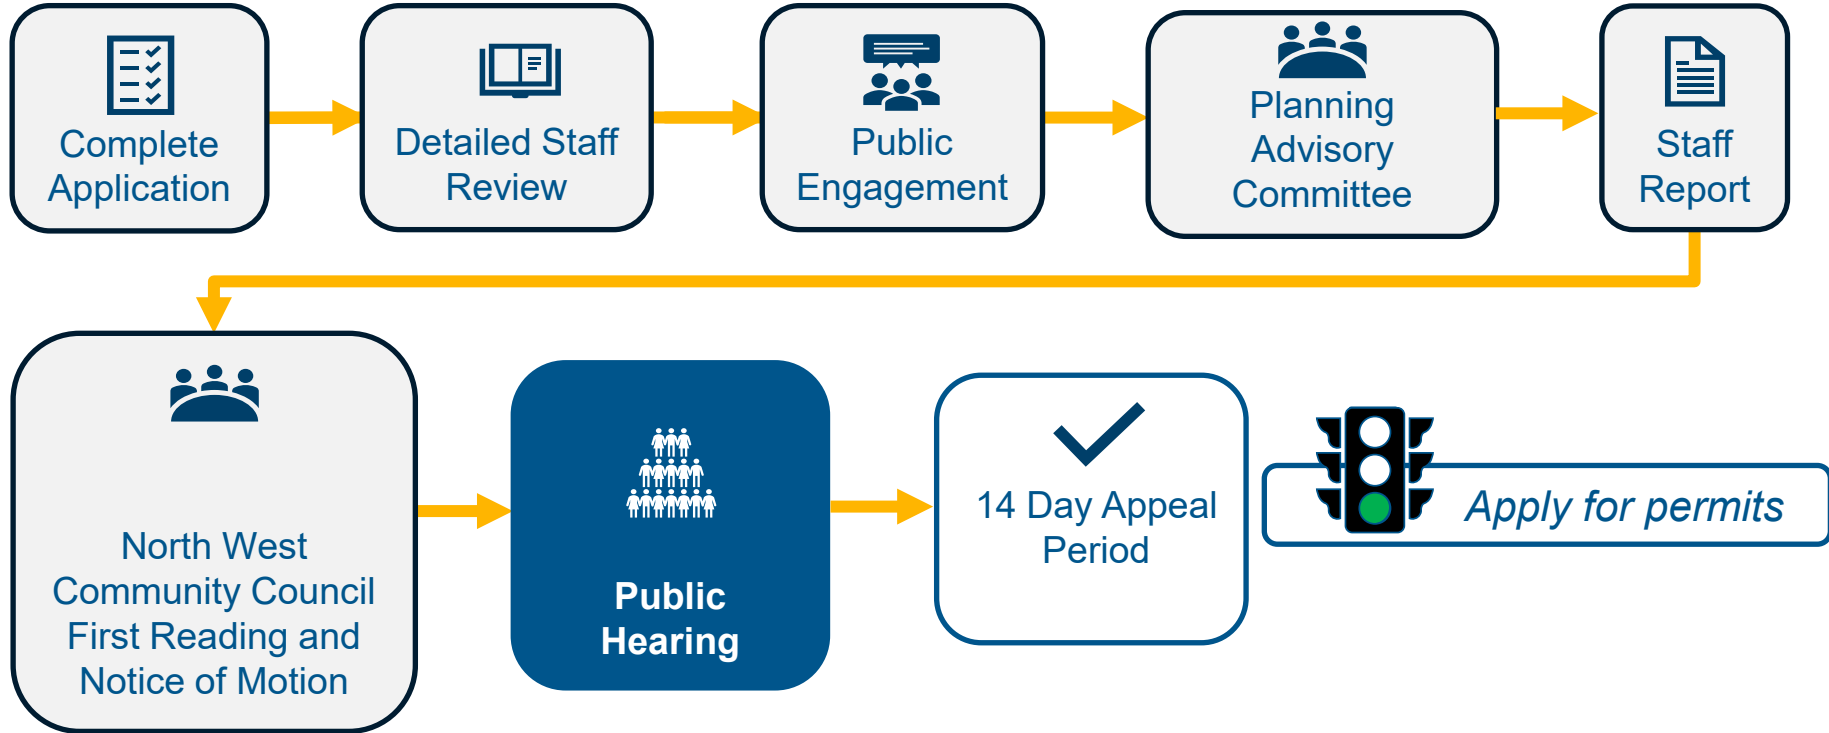 Complete
Application
Detailed Staff
Review
Public
Engagement
Planning
Advisory
Committee
Staff
Report
North West
Community Council
First Reading and
Notice of Motion
Public
Hearing
14 Day Appeal
Period
Apply for permits